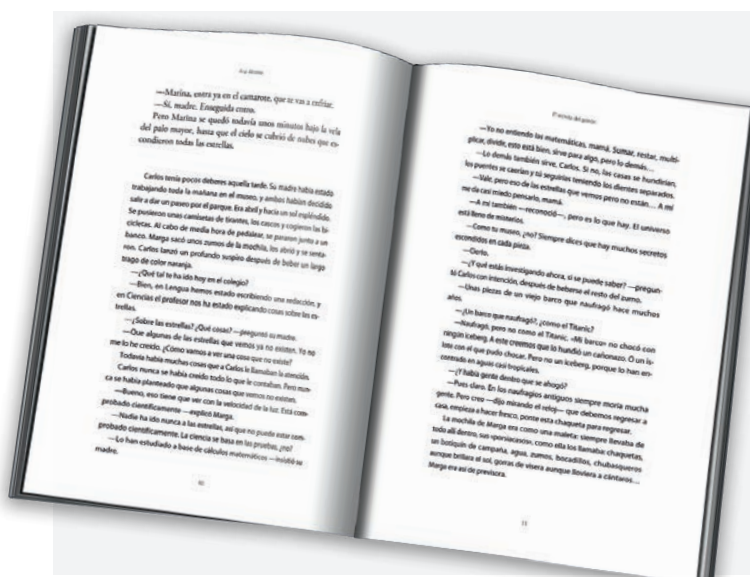 Ana Alonso
—Marina, entra ya en el camarote, que te vas a enfriar.
—Sí, madre. Enseguida entro.
Pero Marina se quedó todavía unos minutos bajo la vela
del palo mayor, hasta que el cielo se cubrió de nubes que es-
condieron todas las estrellas.
Carlos tenía pocos deberes aquella tarde. Su madre había estado
trabajando toda la mañana en el museo, y ambos habían decidido
salir a dar un paseo por el parque. Era abril y hacía un sol espléndido.
Se pusieron unas camisetas de tirantes, los cascos y cogieron las bi-
cicletas. Al cabo de media hora de pedalear, se pararon junto a un
banco. Marga sacó unos zumos de la mochila, los abrió y se senta-
ron. Carlos lanzó un profundo suspiro después de beber un largo
trago de color naranja.
—¿Qué tal te ha ido hoy en el colegio?
—Bien, en Lengua hemos estado escribiendo una redacción, y
en Ciencias el profesor nos ha estado explicando cosas sobre las es-
trellas.
—¿Sobre las estrellas? ¿Qué cosas? —preguntó su madre.
—Que algunas de las estrellas que vemos ya no existen. Yo no
me lo he creído. ¿Cómo vamos a ver una cosa que no existe?
Todavía había muchas cosas que a Carlos le llamaban la atención.
Carlos nunca se había creído todo lo que le contaban. Pero nun-
ca se había planteado que algunas cosas que vemos no existen.
—Bueno, eso tiene que ver con la velocidad de la luz. Está com-
probado científicamente —explicó Marga.
—Nadie ha ido nunca a las estrellas, así que no puede estar com-
probado científicamente. La ciencia se basa en las pruebas, ¿no?
—Lo han estudiado a base de cálculos matemáticos —insistió su
madre.
10
—Yo no entiendo las matemáticas, mamá. Sumar, restar, multi-
plicar, divide, esto está bien, sirve para algo, pero lo demás…
—Lo demás también sirve, Carlos. Si no, las casas se hundirían,
los puentes se caerían y tú seguirías teniendo los dientes separados.
—Vale, pero eso de las estrellas que vemos pero no están… A mí
me da casi miedo pensarlo, mamá.
—A mí también —reconoció—, pero es lo que hay. El universo
está lleno de misterios.
—Como tu museo, ¿no? Siempre dices que hay muchos secretos
escondidos en cada pieza.
—Cierto.
—¿Y qué estás investigando ahora, si se puede saber? —pregun-
tó Carlos con intención, después de beberse el resto del zumo.
—Unas piezas de un viejo barco que naufragó hace muchos
años.
—¿Un barco que naufragó?, ¿como el Titanic?
—Naufragó, pero no como el Titanic. «Mi barco» no chocó con
ningún iceberg. A este creemos que lo hundió un cañonazo. O un is-
lote con el que pudo chocar. Pero no un iceberg, porque lo han en-
contrado en aguas casi tropicales.
—¿Y había gente dentro que se ahogó?
—Pues claro. En los naufragios antiguos siempre moría mucha
gente. Pero creo —dijo mirando el reloj— que debemos regresar a
casa, empieza a hacer fresco, ponte esta chaqueta para regresar.
La mochila de Marga era como una maleta: siempre llevaba de
todo allí dentro, sus «porsiacasos», como ella los llamaba: chaquetas,
un botiquín de campaña, agua, zumos, bocadillos, chubasqueros
aunque brillara el sol, gorras de visera aunque lloviera a cántaros…
Marga era así de previsora.
11